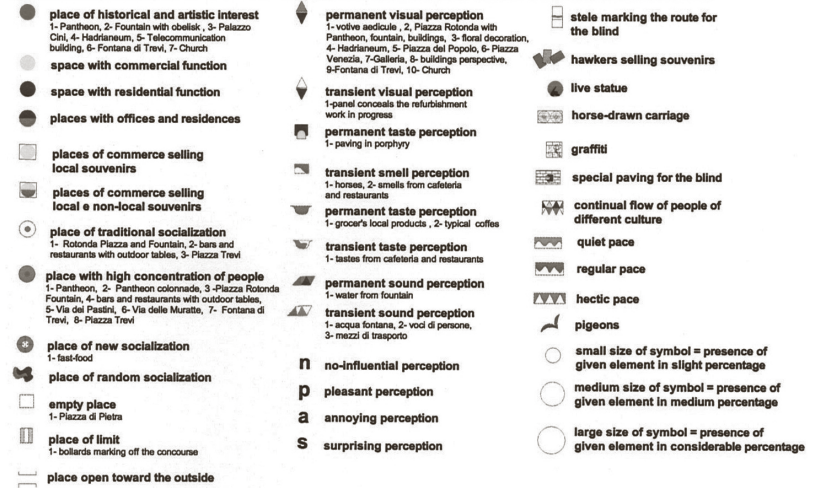 place of historical and artistic interest
1- Pantheon, 2- Fountain with obelisk , 3- Palazzo
Cini, 4- Hadrianeum, 5- Telecommunication
building, 6- Fontana di Trevi, 7- Church
space with commercial function
space with residential function
places with offices and residences
places of commerce selling
local souvenirs
places of commerce selling
local e non-local souvenirs
place of traditional socialization
1- Rotonda Piazza and Fountain, 2- bars and
restaurants with outdoor tables, 3- Piazza Trevi
place with high concentration of people
1- Pantheon, 2- Pantheon colonnade, 3 -Piazza Rotonda
Fountain, 4- bars and restaurants with outdoor tables,
5- Via dei Pastini, 6- Via delle Muratte, 7- Fontana di
Trevi, 8- Piazza Trevi
place of new socialization
1- fast-food
place of random socialization
empty place
1- Piazza di Pietra
place of limit
1- bollards marking off the concourse
place open toward the outside
permanent visual perception
1- votive aedicule , 2, Piazza Rotonda with
Pantheon, fountain, buildings, 3- floral decoration,
4- Hadrianeum, 5- Piazza del Popolo, 6- Piazza
Venezia, 7-Galleria, 8- buildings perspective,
9-Fontana di Trevi, 10- Church
transient visual perception
1-panel conceals the refurbishment
work in progress
permanent taste perception
1- paving in porphyry
transient smell perception
1- horses, 2- smells from cafeteria
and restaurants
permanent taste perception
1- grocer's local products , 2- typical coffes
transient taste perception
1- tastes from cafeteria and restaurants
permanent sound perception
1- water from fountain
transient sound perception
1- acqua fontana, 2- voci di persone,
3- mezzi di trasporto
n no-influential perception
p pleasant perception
a annoying perception
s surprising perception
stele marking the route for
the blind
hawkers selling souvenirs
live statue
horse-drawn carriage
graffiti
special paving for the blind
continual flow of people of
different culture
quiet pace
regular pace
hectic pace
pigeons
small size of symbol = presence of
given element in slight percentage
medium size of symbol = presence of
given element in medium percentage
large size of symbol = presence of
given element in considerable percentage